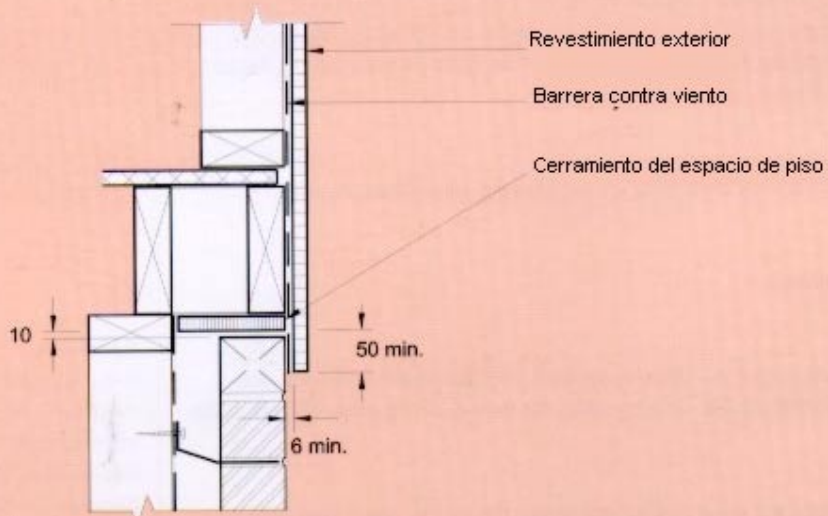 Revestimiento exterior
Barrera contra viento
Cerramiento del espacio de piso
10
50 min.
6 min.